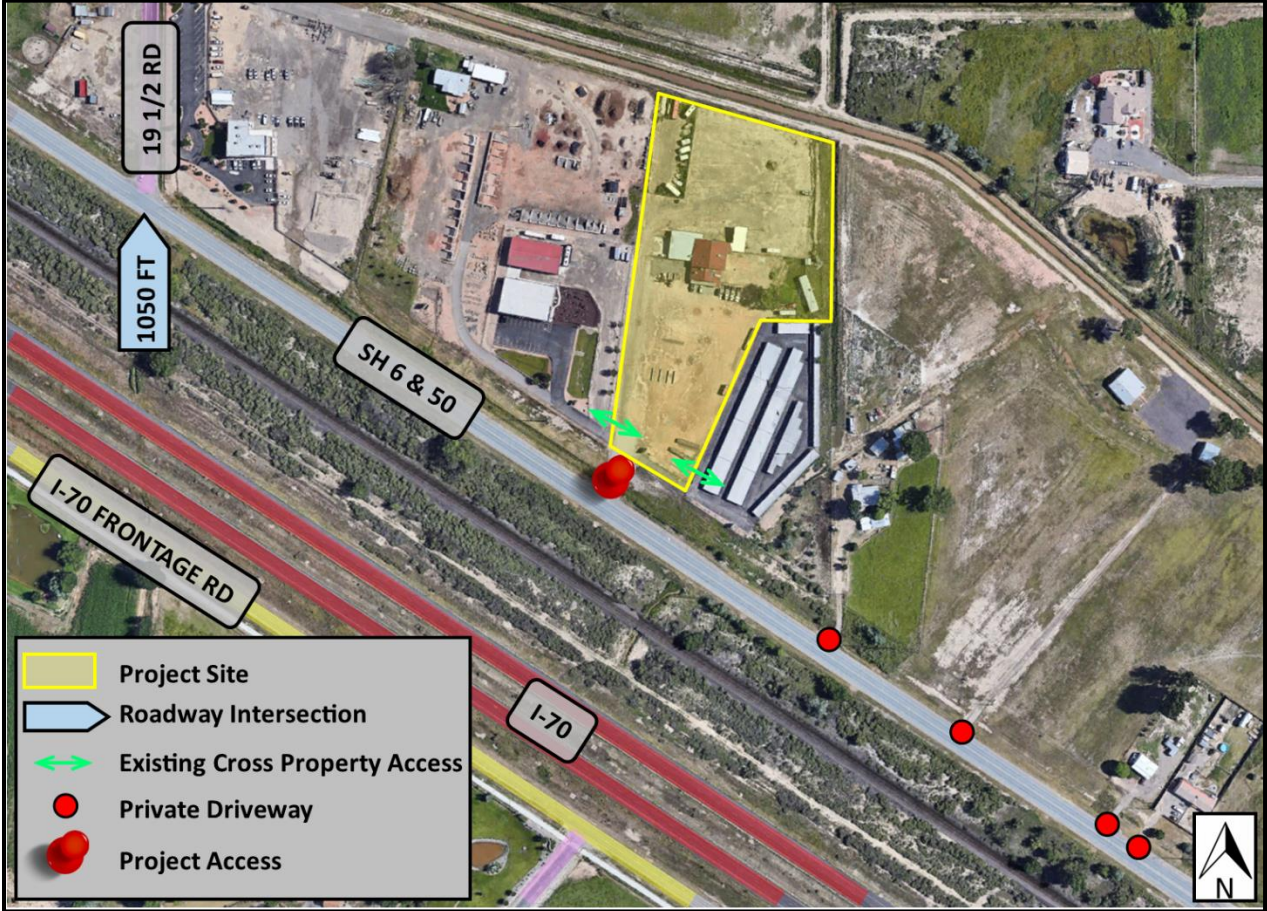 19 1/2 RD
1050 FT
SH 6 & 50
I-70 FRONTAGE RD
I-70
Project Site
Roadway Intersection
Existing Cross Property Access
Private Driveway
Project Access
N